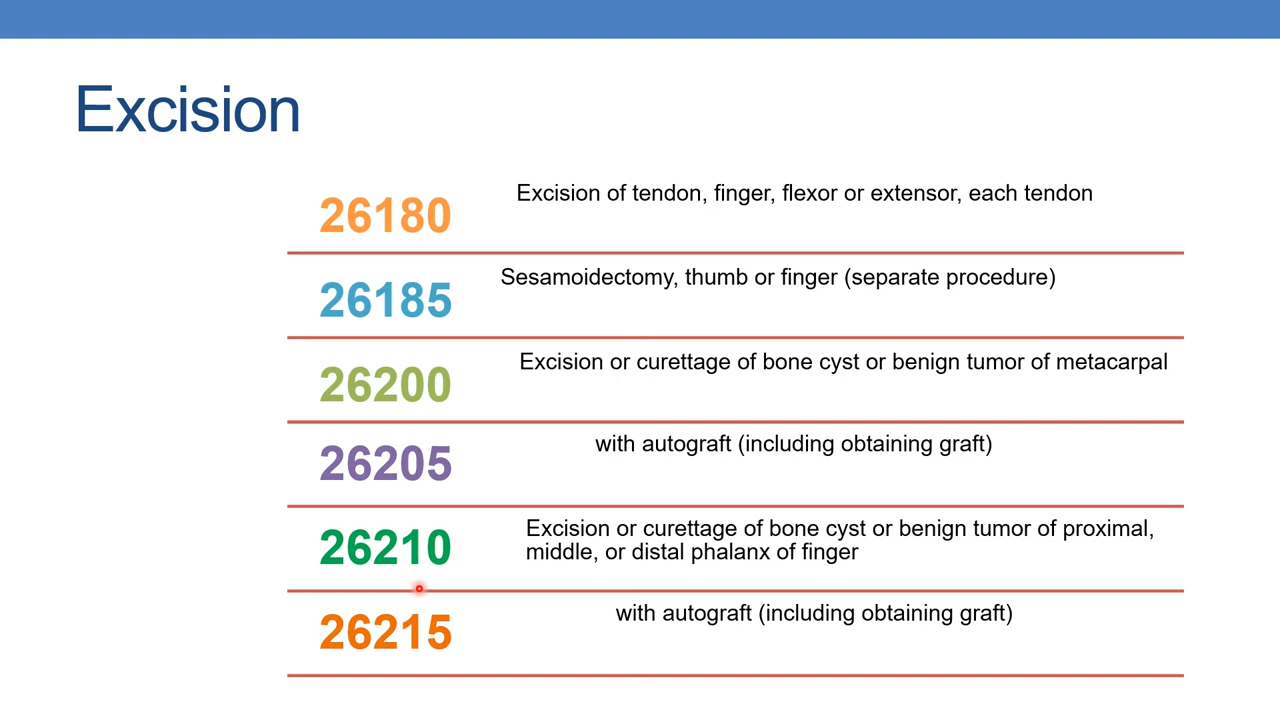 Excision
26180
Excision of tendon, finger, flexor or extensor, each tendon
26185
Sesamoidectomy, thumb or finger (separate procedure)
26200
Excision or curettage of bone cyst or benign tumor of metacarpal
26205
with autograft (including obtaining graft)
26210
Excision or curettage of bone cyst or benign tumor of proximal,
middle, or distal phalanx of finger
26215
with autograft (including obtaining graft)